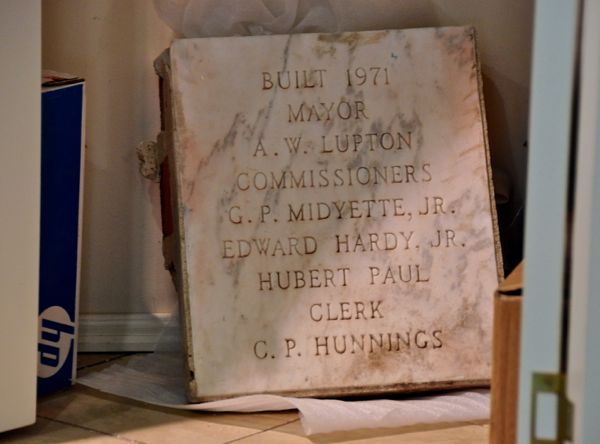 BUILT 1971
MAYOR
A. W. LUPTON
COMMISSIONERS
G. P. MIDYETTE, JR.
EDWARD HARDY, JR.
HUBERT PAUL
CLERK
C. P. HUNNINGS
hp